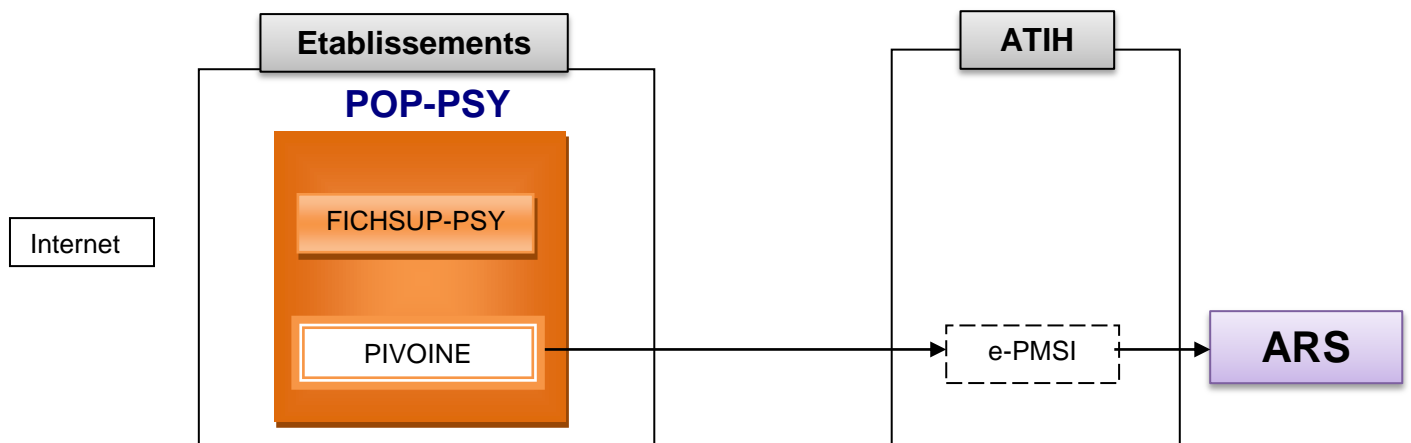 Etablissements
ATIH
POP-PSY
FICHSUP-PSY
Internet
PIVOINE
e-PMSI
ARS